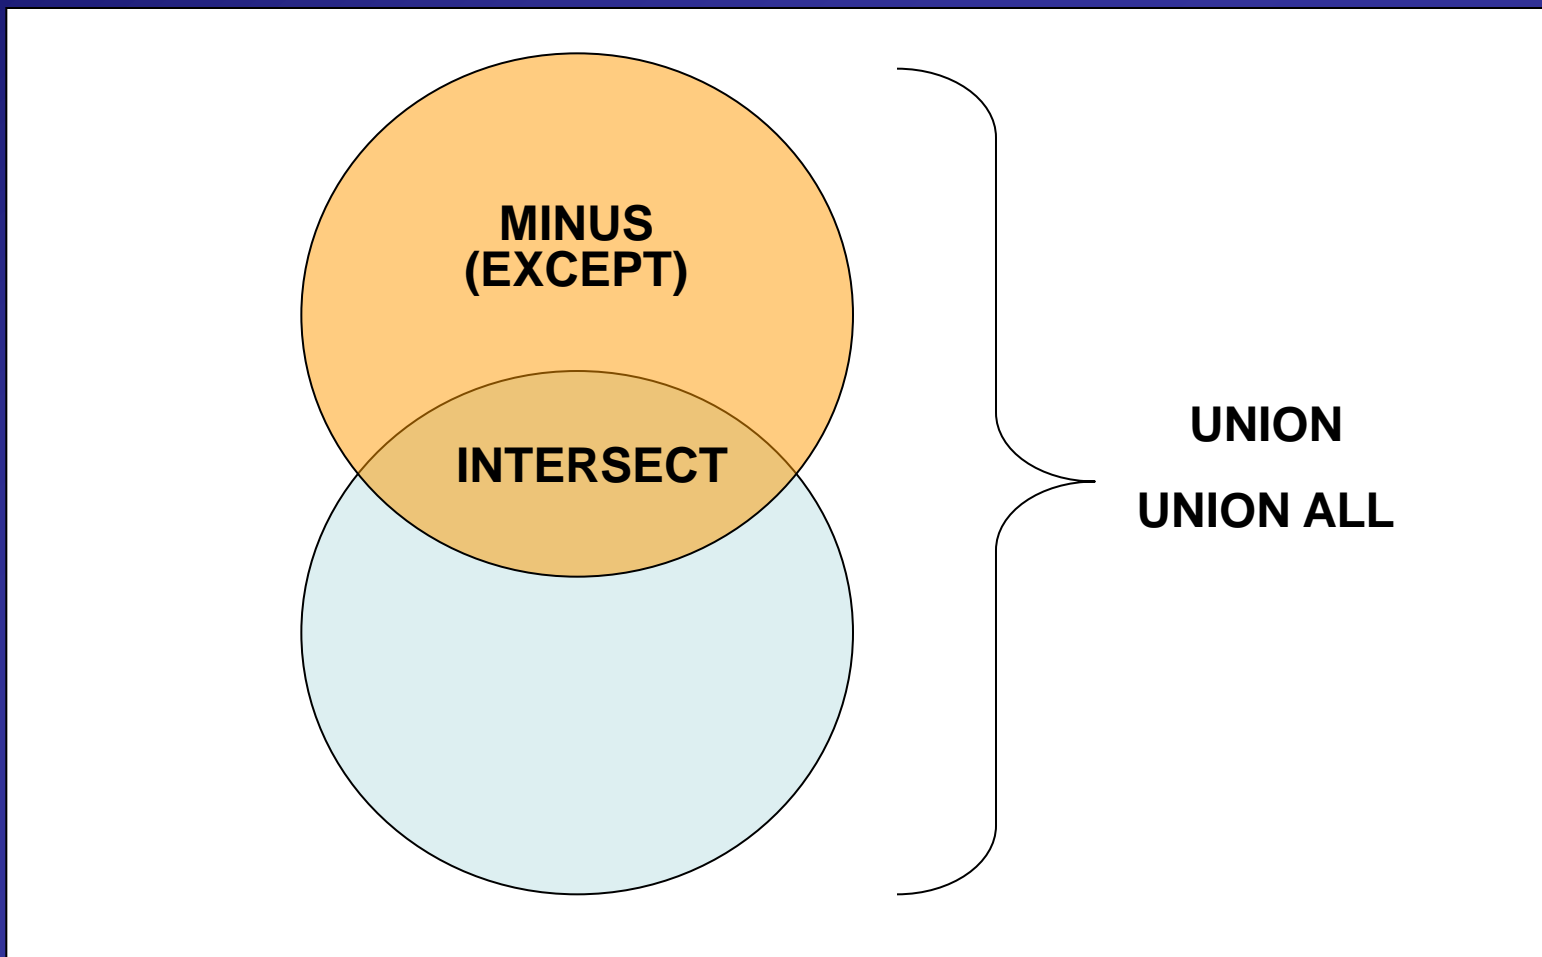 MINUS
(EXCEPT)
INTERSECT
UNION
UNION ALL